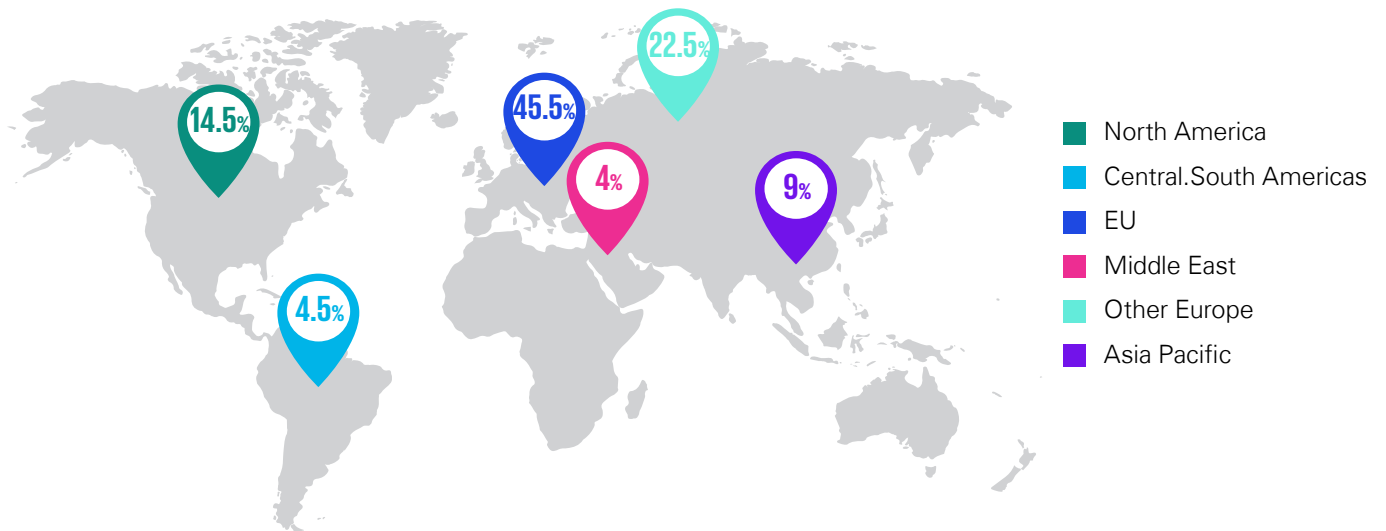 22.5%
45.5%
14.5%
4%
9%
4.5%
North America
Central.South Americas
EU
Middle East
Other Europe
Asia Pacific